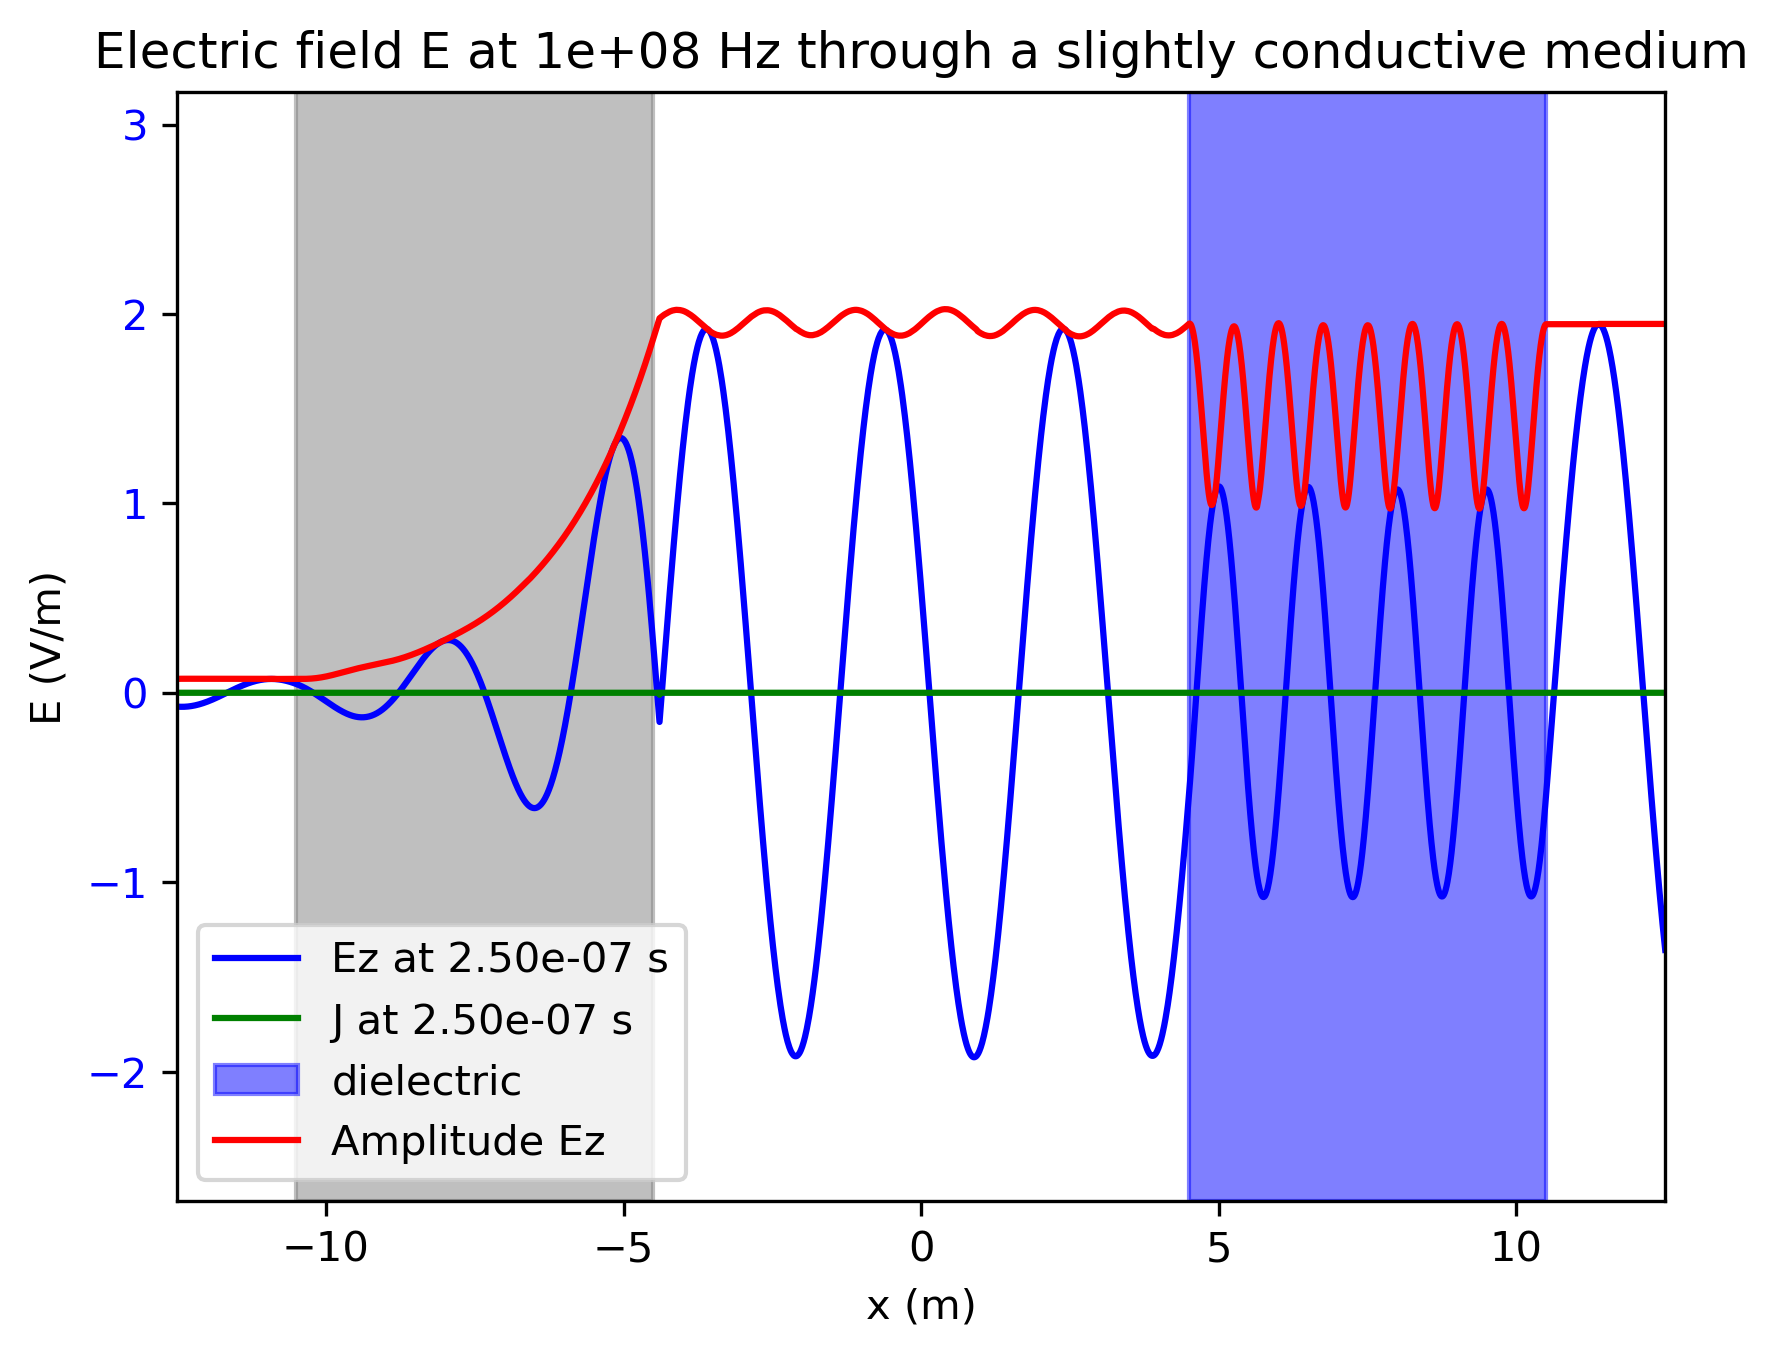 Electric field E at 1e+08 Hz through a slightly conductive medium
3
2
1
0
−1
−2
E (V/m)
Ez at 2.50e-07 s
J at 2.50e-07 s
dielectric
Amplitude Ez
−10
−5
0
5
10
x (m)